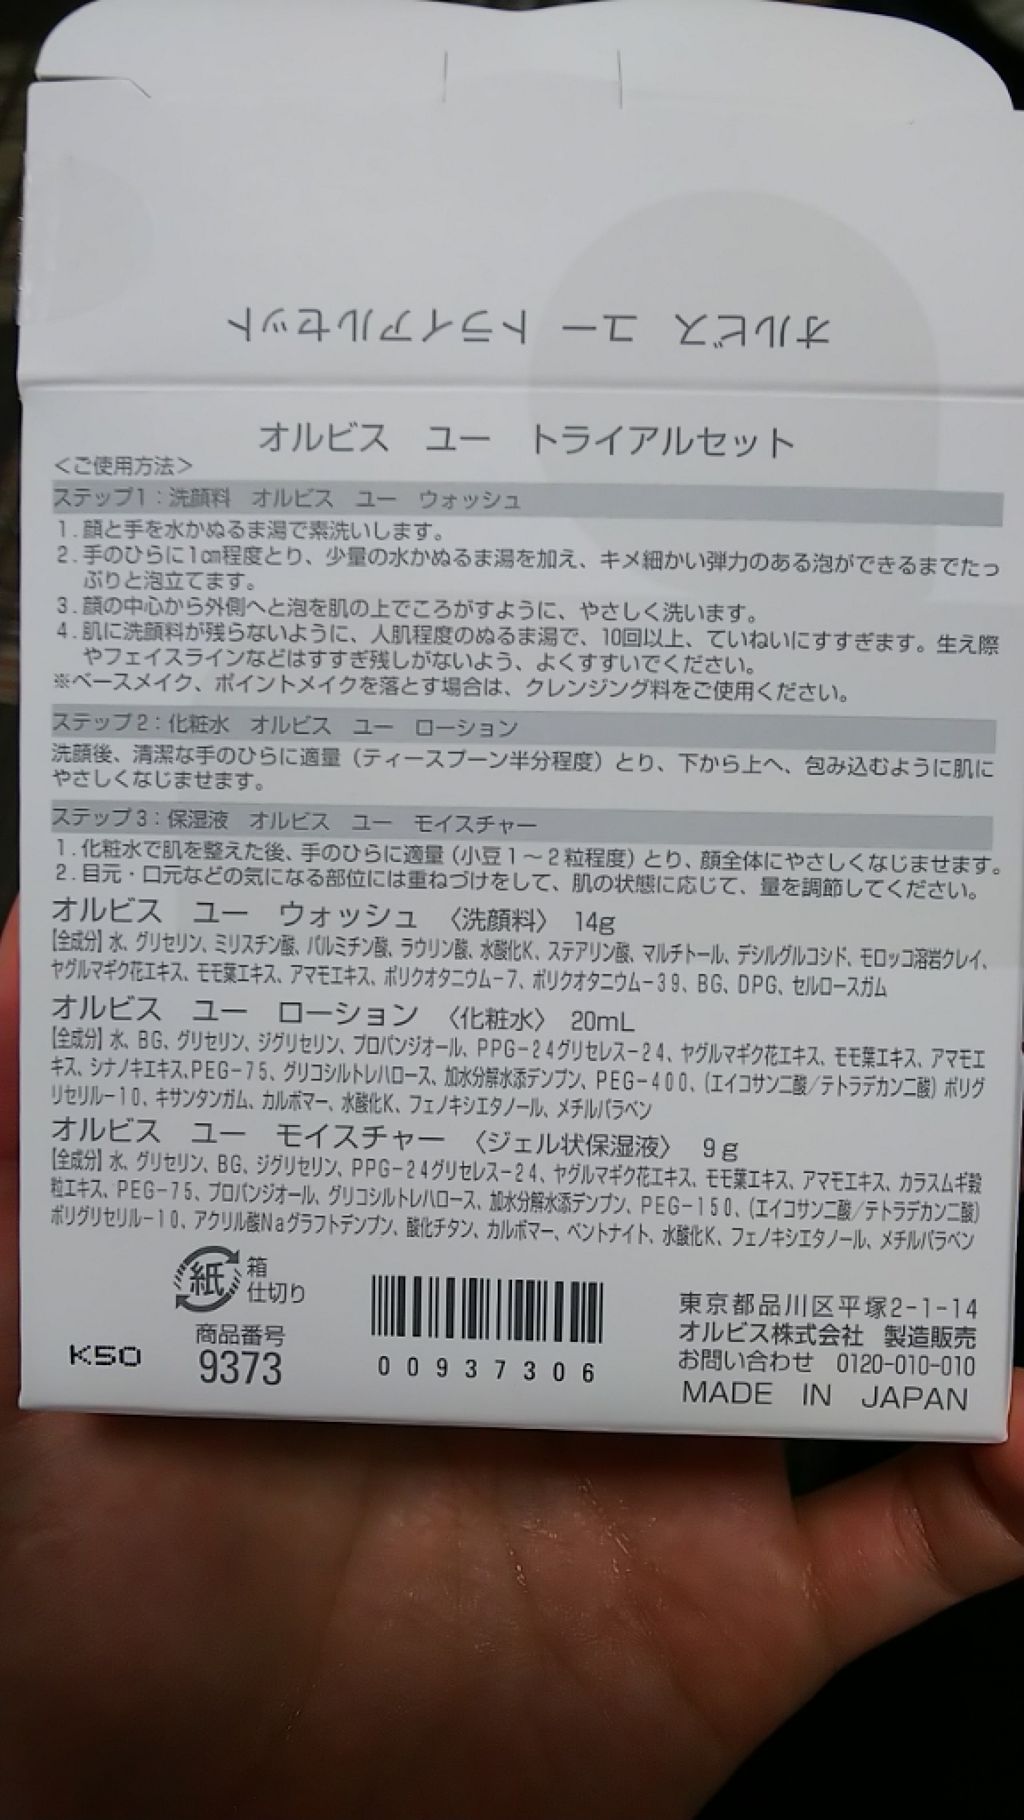 オルビス ユー トライアルセット
オルビス ユー トライアルセット
＜ご使用方法＞
ステップ1：洗顔料 オルビス ユー ウォッシュ
1. 顔と手を水かぬるま湯で素洗いします。
2. 手のひらに1㎝程度とり、少量の水かぬるま湯を加え、キメ細かい弾力のある泡ができるまでたっ
ぷりと泡立てます。
3. 顔の中心から外側へと泡を肌の上でころがすように、やさしく洗います。
4. 肌に洗顔料が残らないように、人肌程度のぬるま湯で、10回以上、ていねいにすすぎます。生え際
やフェイスラインなどはすすぎ残しがないよう、よくすすいでください。
※ベースメイク、ポイントメイクを落とす場合は、クレンジング料をご使用ください。
ステップ2：化粧水 オルビス ユー ローション
洗顔後、清潔な手のひらに適量（ティースプーン半分程度）とり、下から上へ、包み込むように肌に
やさしくなじませます。
ステップ3：保湿液 オルビス ユー モイスチャー
1. 化粧水で肌を整えた後、手のひらに適量（小豆1～2粒程度）とり、顔全体にやさしくなじませます。
2. 目元・口元などの気になる部位には重ねづけをして、肌の状態に応じて、量を調節してください。
オルビス ユー ウォッシュ 〈洗顔料〉 14g
【全成分】水、グリセリン、ミリスチン酸、パルミチン酸、ラウリン酸、水酸化K、ステアリン酸、マルチトール、デシルグルコシド、モロッコ溶岩クレイ、
ヤグルマギク花エキス、モモ葉エキス、アマモエキス、ポリクオタニウム-7、ポリクオタニウム-39、BG、DPG、セルロースガム
オルビス ユー ローション 〈化粧水〉 20mL
【全成分】水、BG、グリセリン、ジグリセリン、プロパンジオール、PPG-24グリセレス-24、ヤグルマギク花エキス、モモ葉エキス、アマモエ
キス、シナノキエキス、PEG-75、グリコシルトレハロース、加水分解水添デンプン、PEG-400、（エイコサン二酸/テトラデカン二酸）ポリグ
リセリル-10、キサンタンガム、カルボマー、水酸化K、フェノキシエタノール、メチルパラベン
オルビス ユー モイスチャー 〈ジェル状保湿液〉 9g
【全成分】水、グリセリン、BG、ジグリセリン、PPG-24グリセレス-24、ヤグルマギク花エキス、モモ葉エキス、アマモエキス、カラスムギ穀
粒エキス、PEG-75、プロパンジオール、グリコシルトレハロース、加水分解水添デンプン、PEG-150、（エイコサン二酸/テトラデカン二酸）
ポリグリセリル-10、アクリル酸Naグラフトデンプン、酸化チタン、カルボマー、ベントナイト、水酸化K、フェノキシエタノール、メチルパラベン
紙 箱
仕切り
商品番号
9373
K50
00937306
東京都品川区平塚2-1-14
オルビス株式会社 製造販売
お問い合わせ 0120-010-010
MADE IN JAPAN